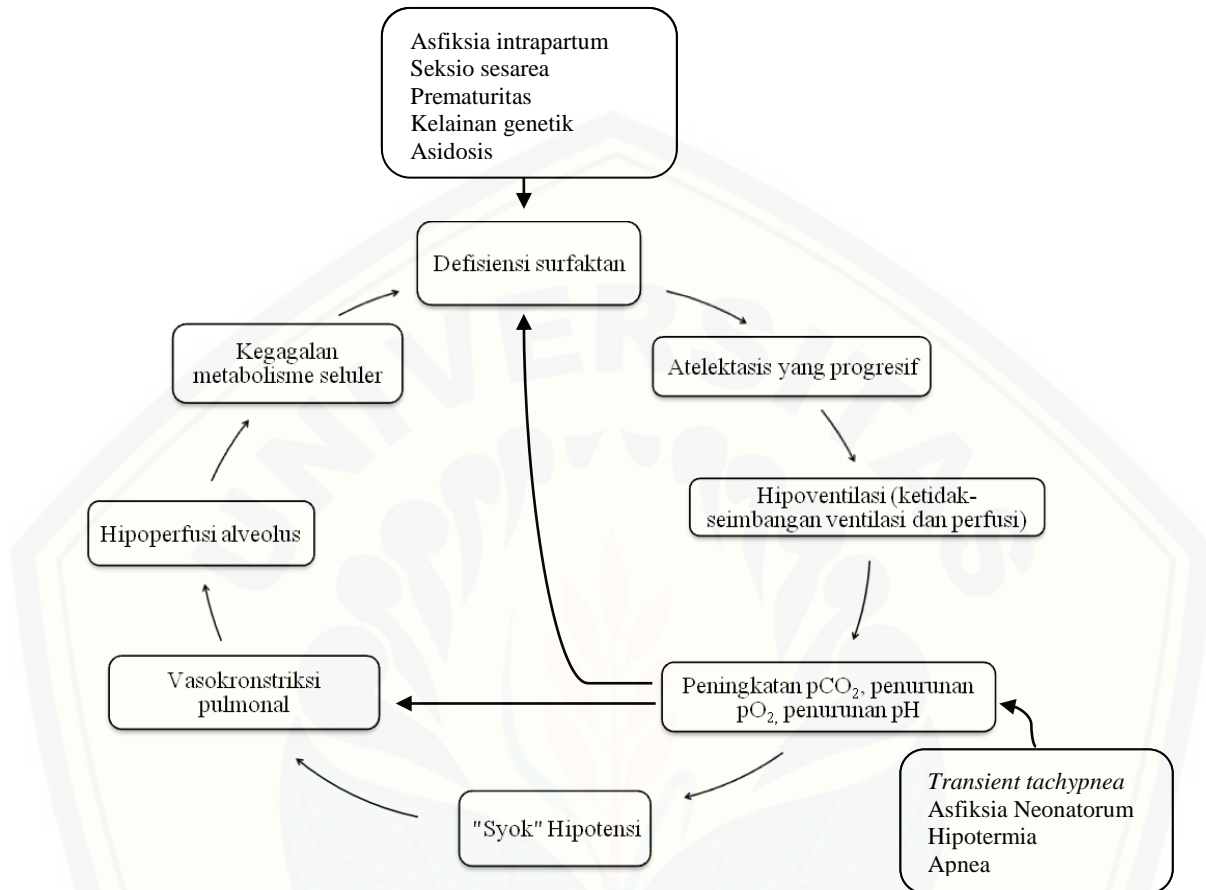 Asfiksia intrapartum
Seksio sesarea
Prematuritas
Kelainan genetik
Asidosis
Defisiensi surfaktan
Kegagalan
metabolisme seluler
Atelektasis yang progresif
Hipoventilasi (ketidak-
seimbangan ventilasi dan perfusi)
Hipoperfusi alveolus
Vasokronstriksi
pulmonal
Peningkatan pCO₂, penurunan
pO₂, penurunan pH
"Syok" Hipotensi
Transient tachypnea
Asfiksia Neonatorum
Hipotermia
Apnea
UNIVERSITAS